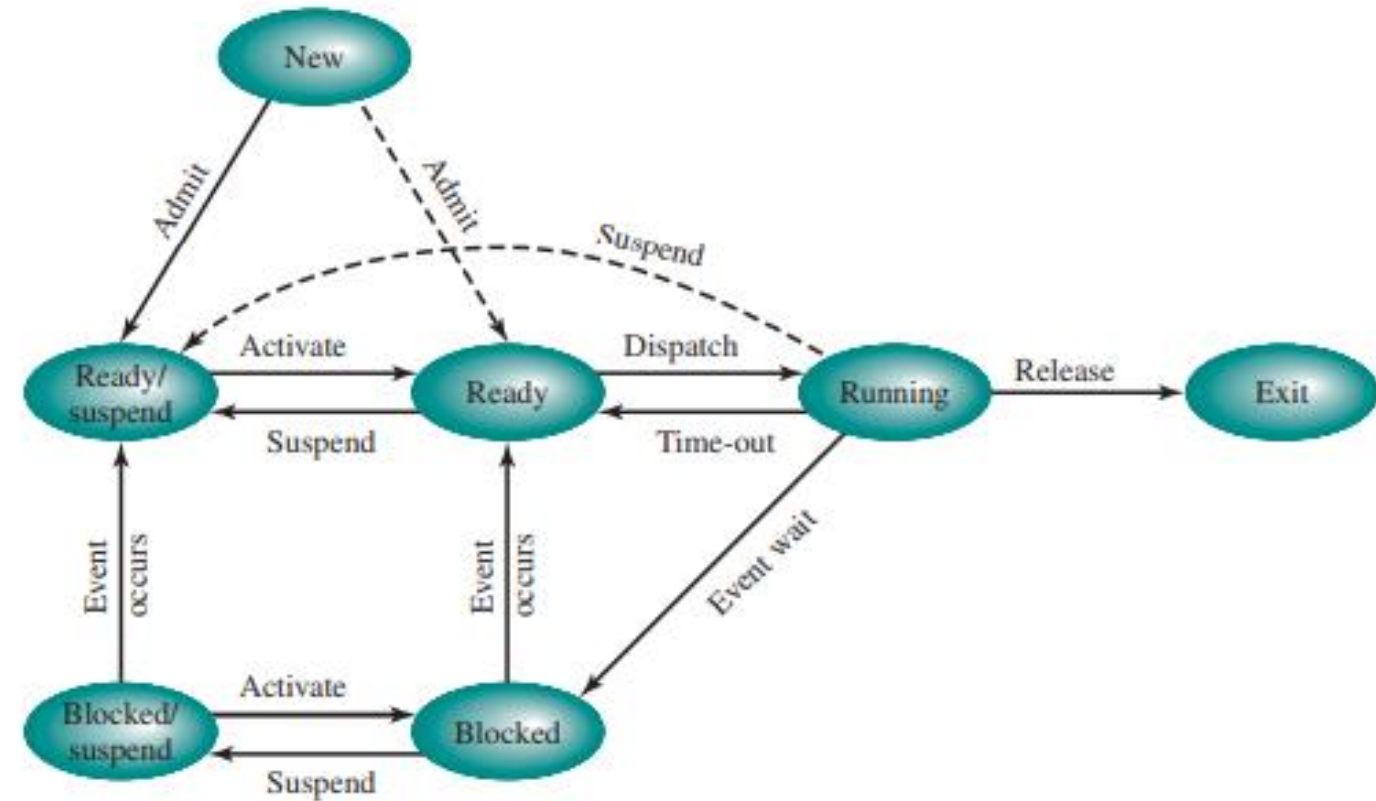 New
Admit
Admit
Suspend
Ready/
suspend
Activate
Suspend
Ready
Dispatch
Time-out
Running
Release
Exit
Event
occurs
Event
occurs
Event wait
Blocked/
suspend
Activate
Suspend
Blocked